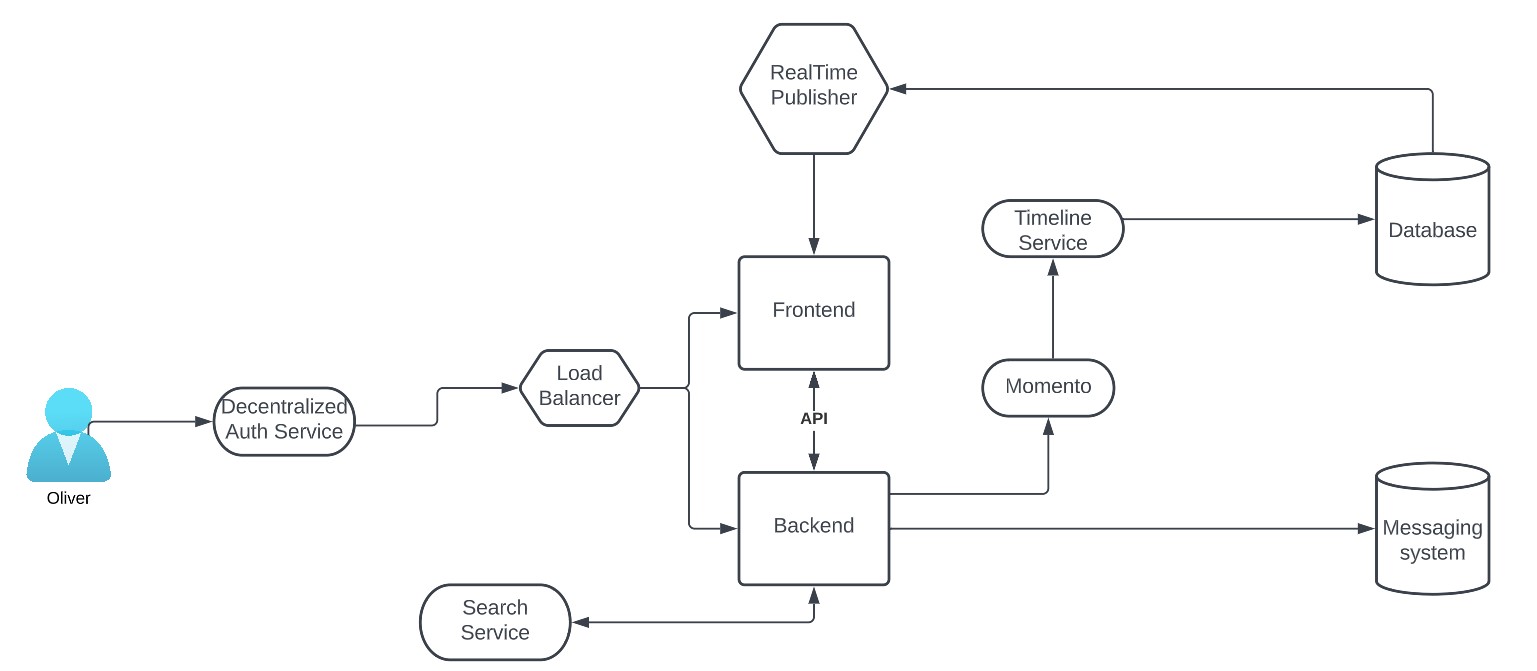 RealTime
Publisher
Timeline
Service
Database
Frontend
Load
Balancer
Momento
Decentralized
Auth Service
API
Oliver
Backend
Messaging
system
Search
Service